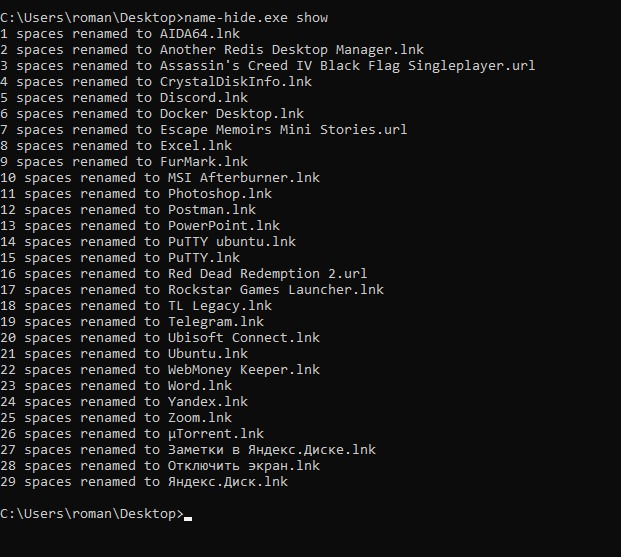 C:\Users\roman\Desktop>name-hide.exe show
1 spaces renamed to AIDA64.lnk
2 spaces renamed to Another Redis Desktop Manager.lnk
3 spaces renamed to Assassin's Creed IV Black Flag Singleplayer.url
4 spaces renamed to CrystalDiskInfo.lnk
5 spaces renamed to Discord.lnk
6 spaces renamed to Docker Desktop.lnk
7 spaces renamed to Escape Memoirs Mini Stories.url
8 spaces renamed to Excel.lnk
9 spaces renamed to FurMark.lnk
10 spaces renamed to MSI Afterburner.lnk
11 spaces renamed to Photoshop.lnk
12 spaces renamed to Postman.lnk
13 spaces renamed to PowerPoint.lnk
14 spaces renamed to PuTTY ubuntu.lnk
15 spaces renamed to PuTTY.lnk
16 spaces renamed to Red Dead Redemption 2.url
17 spaces renamed to Rockstar Games Launcher.lnk
18 spaces renamed to TL Legacy.lnk
19 spaces renamed to Telegram.lnk
20 spaces renamed to Ubisoft Connect.lnk
21 spaces renamed to Ubuntu.lnk
22 spaces renamed to WebMoney Keeper.lnk
23 spaces renamed to Word.lnk
24 spaces renamed to Yandex.lnk
25 spaces renamed to Zoom.lnk
26 spaces renamed to µTorrent.lnk
27 spaces renamed to Заметки в Яндекс.Диске.lnk
28 spaces renamed to Отключить экран.lnk
29 spaces renamed to Яндекс.Диск.lnk
C:\Users\roman\Desktop>